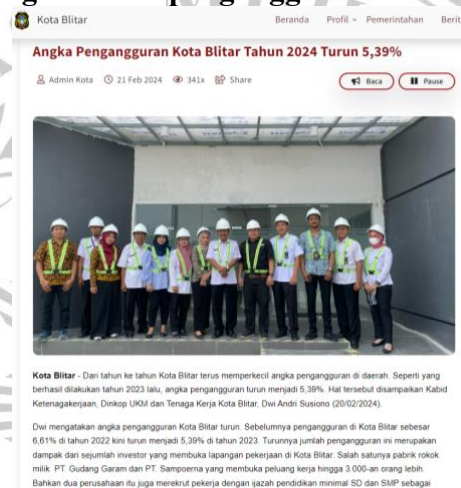 Kota Blitar Beranda Profil Pemerintahan Berit
Angka Pengangguran Kota Blitar Tahun 2024 Turun 5,39%
Admin Kota 21 Feb 2024 341x Share Baca Pause
Kota Blitar - Dari tahun ke tahun Kota Blitar terus memperkecil angka pengangguran di daerah. Seperti yang
berhasil dilakukan tahun 2023 lalu, angka pengangguran turun menjadi 5,39%. Hal tersebut disampaikan Kabid
Ketenagakerjaan, Dinkop UKM dan Tenaga Kerja Kota Blitar, Dwi Andri Susiono (20/02/2024).
Dwi mengatakan angka pengangguran Kota Blitar turun. Sebelumnya pengangguran di Kota Blitar sebesar
6,61% di tahun 2022 kini turun menjadi 5,39% di tahun 2023. Turunnya jumlah pengangguran ini merupakan
dampak dari sejumlah investor yang membuka lapangan pekerjaan di Kota Blitar. Salah satunya pabrik rokok
milik PT. Gudang Garam dan PT. Sampoerna yang membuka peluang kerja hingga 3.000-an orang lebih.
Bahkan dua perusahaan itu juga merekrut pekerja dengan ijazah pendidikan minimal SD dan SMP sebagai